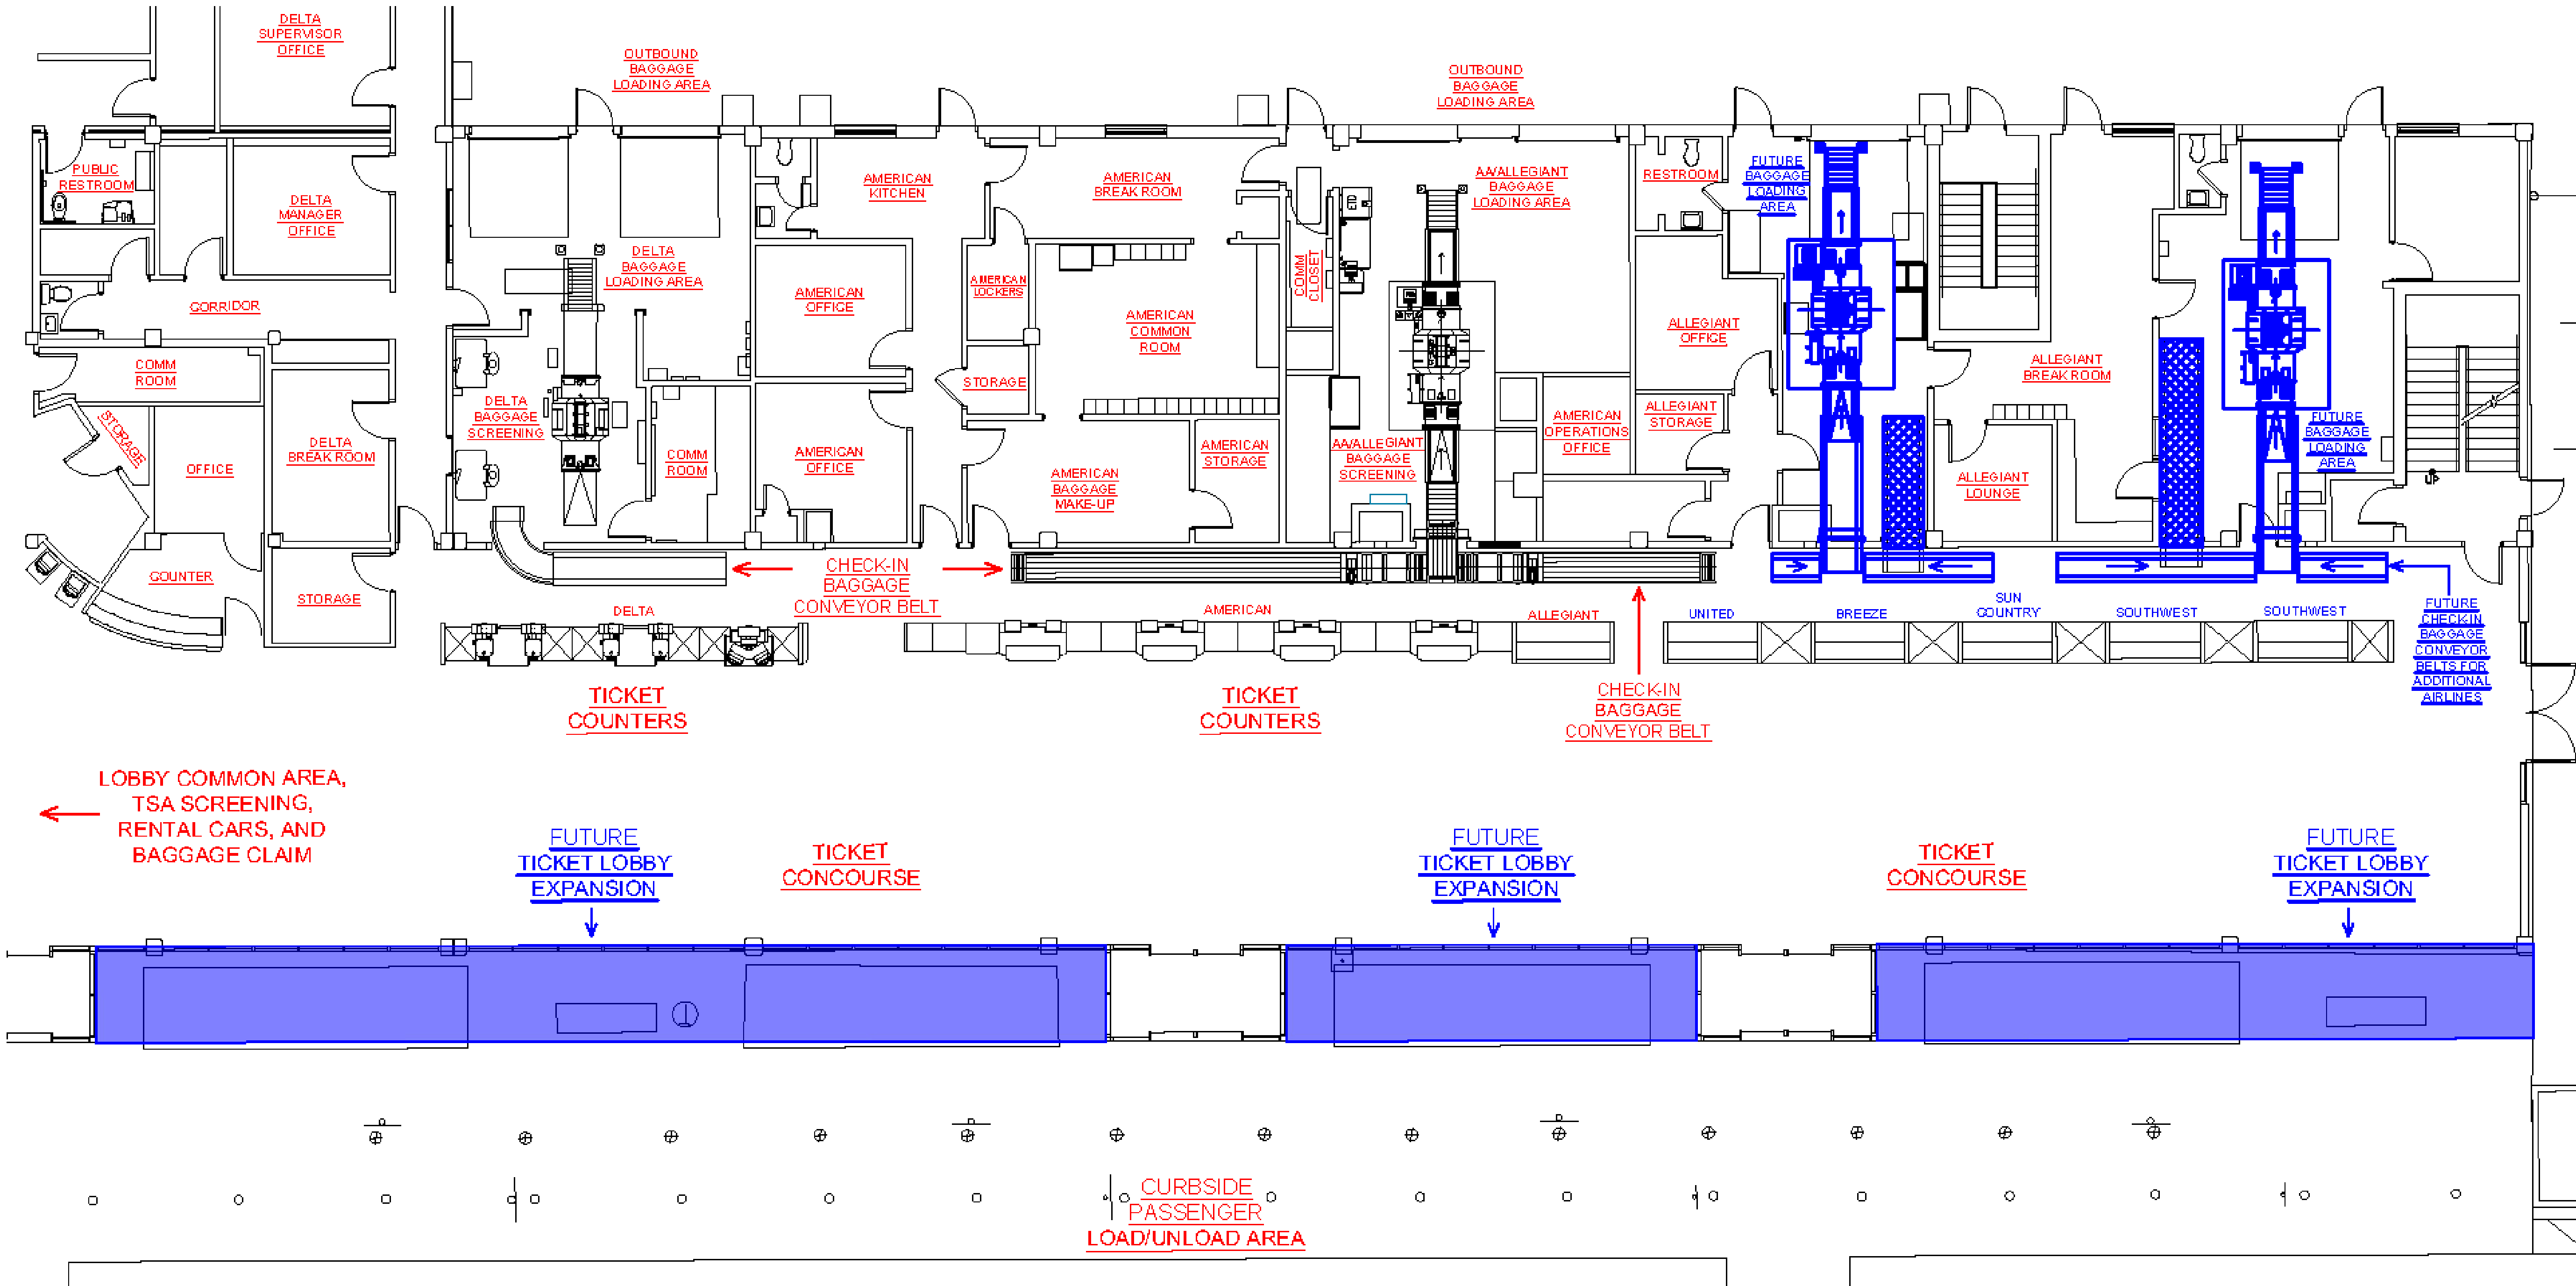 DELTA
SUPERVISOR
OFFICE
OUTBOUND
BAGGAGE
LOADING AREA
OUTBOUND
BAGGAGE
LOADING AREA
PUBLIC
RESTROOM
DELTA
MANAGER
OFFICE
AMERICAN
KITCHEN
AMERICAN
BREAK ROOM
AA/ALLEGIANT
BAGGAGE
LOADING AREA
RESTROOM
FUTURE
BAGGAGE
LOADING
AREA
DELTA
BAGGAGE
LOADING AREA
CORRIDOR
AMERICAN
OFFICE
AMERICAN
LOCKERS
AMERICAN
COMMON
ROOM
COMM
CLOSET
ETD
ALLEGIANT
OFFICE
ALLEGIANT
BREAK ROOM
COMM
ROOM
STORAGE
STORAGE
OFFICE
DELTA
BREAK ROOM
DELTA
BAGGAGE
SCREENING
COMM
ROOM
AMERICAN
OFFICE
AMERICAN
BAGGAGE
MAKE-UP
AMERICAN
STORAGE
AA/ALLEGIANT
BAGGAGE
SCREENING
AMERICAN
OPERATIONS
OFFICE
ALLEGIANT
STORAGE
ALLEGIANT
LOUNGE
FUTURE
BAGGAGE
LOADING
AREA
UP
COUNTER
STORAGE
CHECK-IN
BAGGAGE
CONVEYOR BELT
DELTA
AMERICAN
ALLEGIANT
UNITED
BREEZE
SUN
COUNTRY
SOUTHWEST
SOUTHWEST
FUTURE
CHECK-IN
BAGGAGE
CONVEYOR
BELTS FOR
ADDITIONAL
AIRLINES
TICKET
COUNTERS
TICKET
COUNTERS
CHECK-IN
BAGGAGE
CONVEYOR BELT
LOBBY COMMON AREA,
TSA SCREENING,
RENTAL CARS, AND
BAGGAGE CLAIM
FUTURE
TICKET LOBBY
EXPANSION
TICKET
CONCOURSE
FUTURE
TICKET LOBBY
EXPANSION
TICKET
CONCOURSE
FUTURE
TICKET LOBBY
EXPANSION
CURBSIDE
PASSENGER
LOAD/UNLOAD AREA